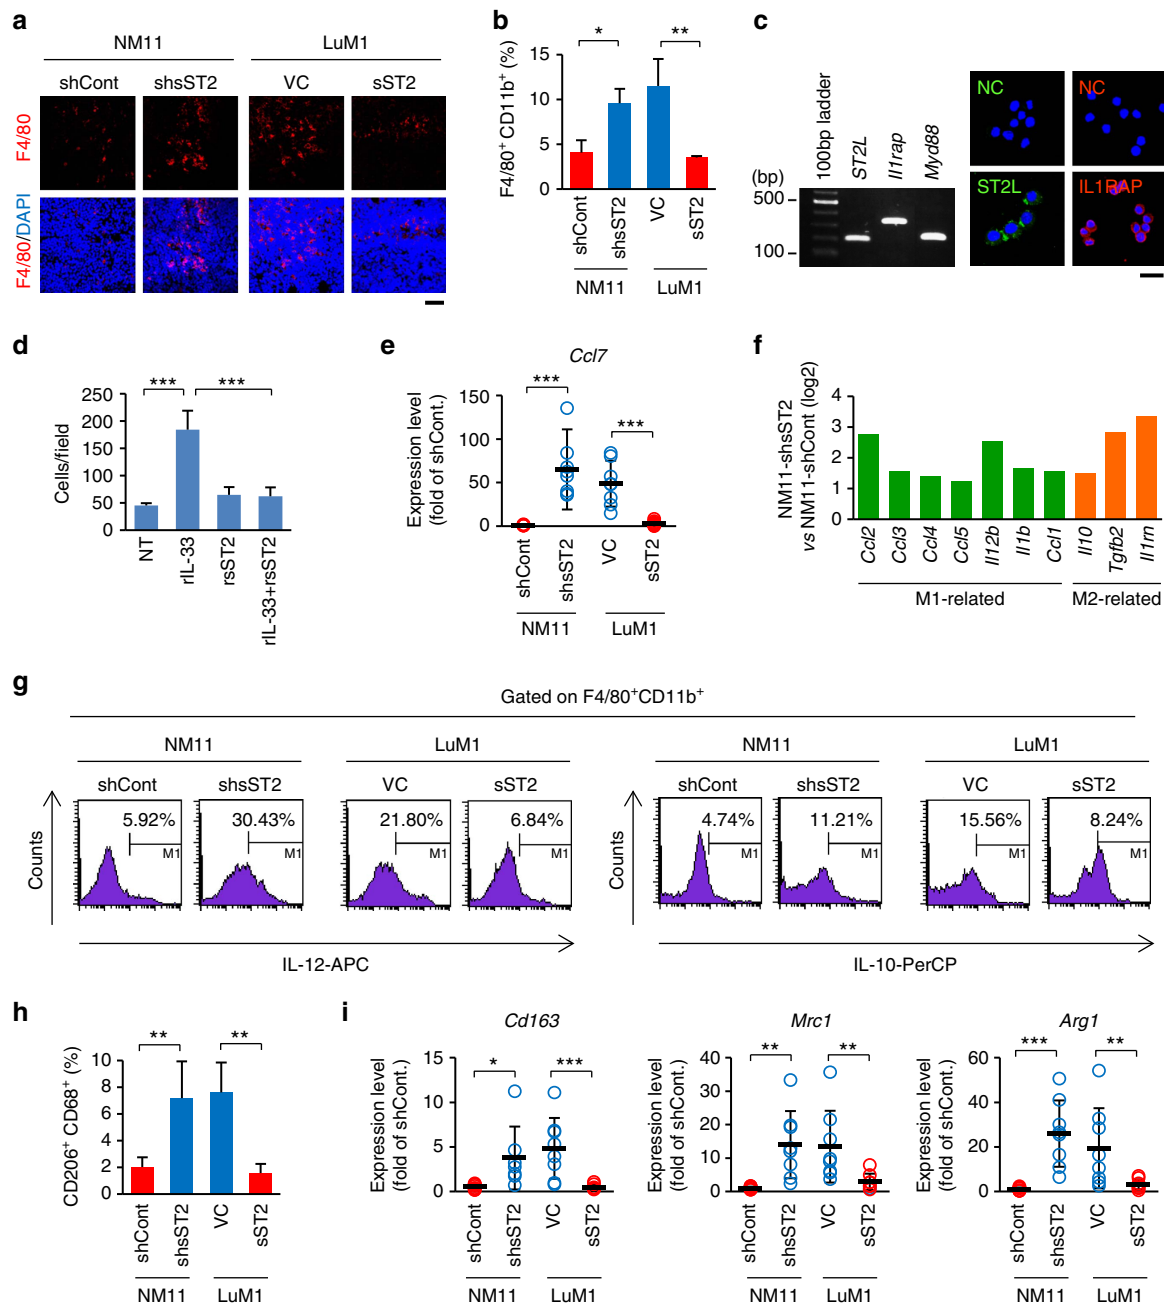 a
NM11
LuM1
shCont
shsST2
VC
sST2
F4/80
F4/80/DAPI
b
F4/80+ CD11b+ (%)
15
10
5
0
*
**
shCont
shsST2
VC
sST2
NM11
LuM1
c
100bp ladder
ST2L
Il1rap
Myd88
(bp)
500
100
NC
NC
ST2L
IL1RAP
d
Cells/field
250
200
150
100
50
0
***
***
NT
rIL-33
rsST2
rIL-33+rsST2
e
Ccl7
Expression level
(fold of shCont.)
150
100
50
0
***
***
shCont
shsST2
VC
sST2
NM11
LuM1
f
NM11-shsST2
vs NM11-shCont (log2)
4
3
2
1
0
Ccl2
Ccl3
Ccl4
Ccl5
Il12b
Il1b
Ccl1
Il10
Tgfb2
Il1rn
M1-related
M2-related
g
Gated on F4/80+CD11b+
NM11
LuM1
NM11
LuM1
shCont
shsST2
VC
sST2
shCont
shsST2
VC
sST2
Counts
5.92%
M1
30.43%
M1
21.80%
M1
6.84%
M1
Counts
4.74%
M1
11.21%
M1
15.56%
M1
8.24%
M1
IL-12-APC
IL-10-PerCP
h
CD206+ CD68+ (%)
10
8
6
4
2
0
**
**
shCont
shsST2
VC
sST2
NM11
LuM1
i
Cd163
Expression level
(fold of shCont.)
15
10
5
0
*
***
shCont
shsST2
VC
sST2
NM11
LuM1
Mrc1
Expression level
(fold of shCont.)
40
30
20
10
0
**
**
shCont
shsST2
VC
sST2
NM11
LuM1
Arg1
Expression level
(fold of shCont.)
60
40
20
0
***
**
shCont
shsST2
VC
sST2
NM11
LuM1